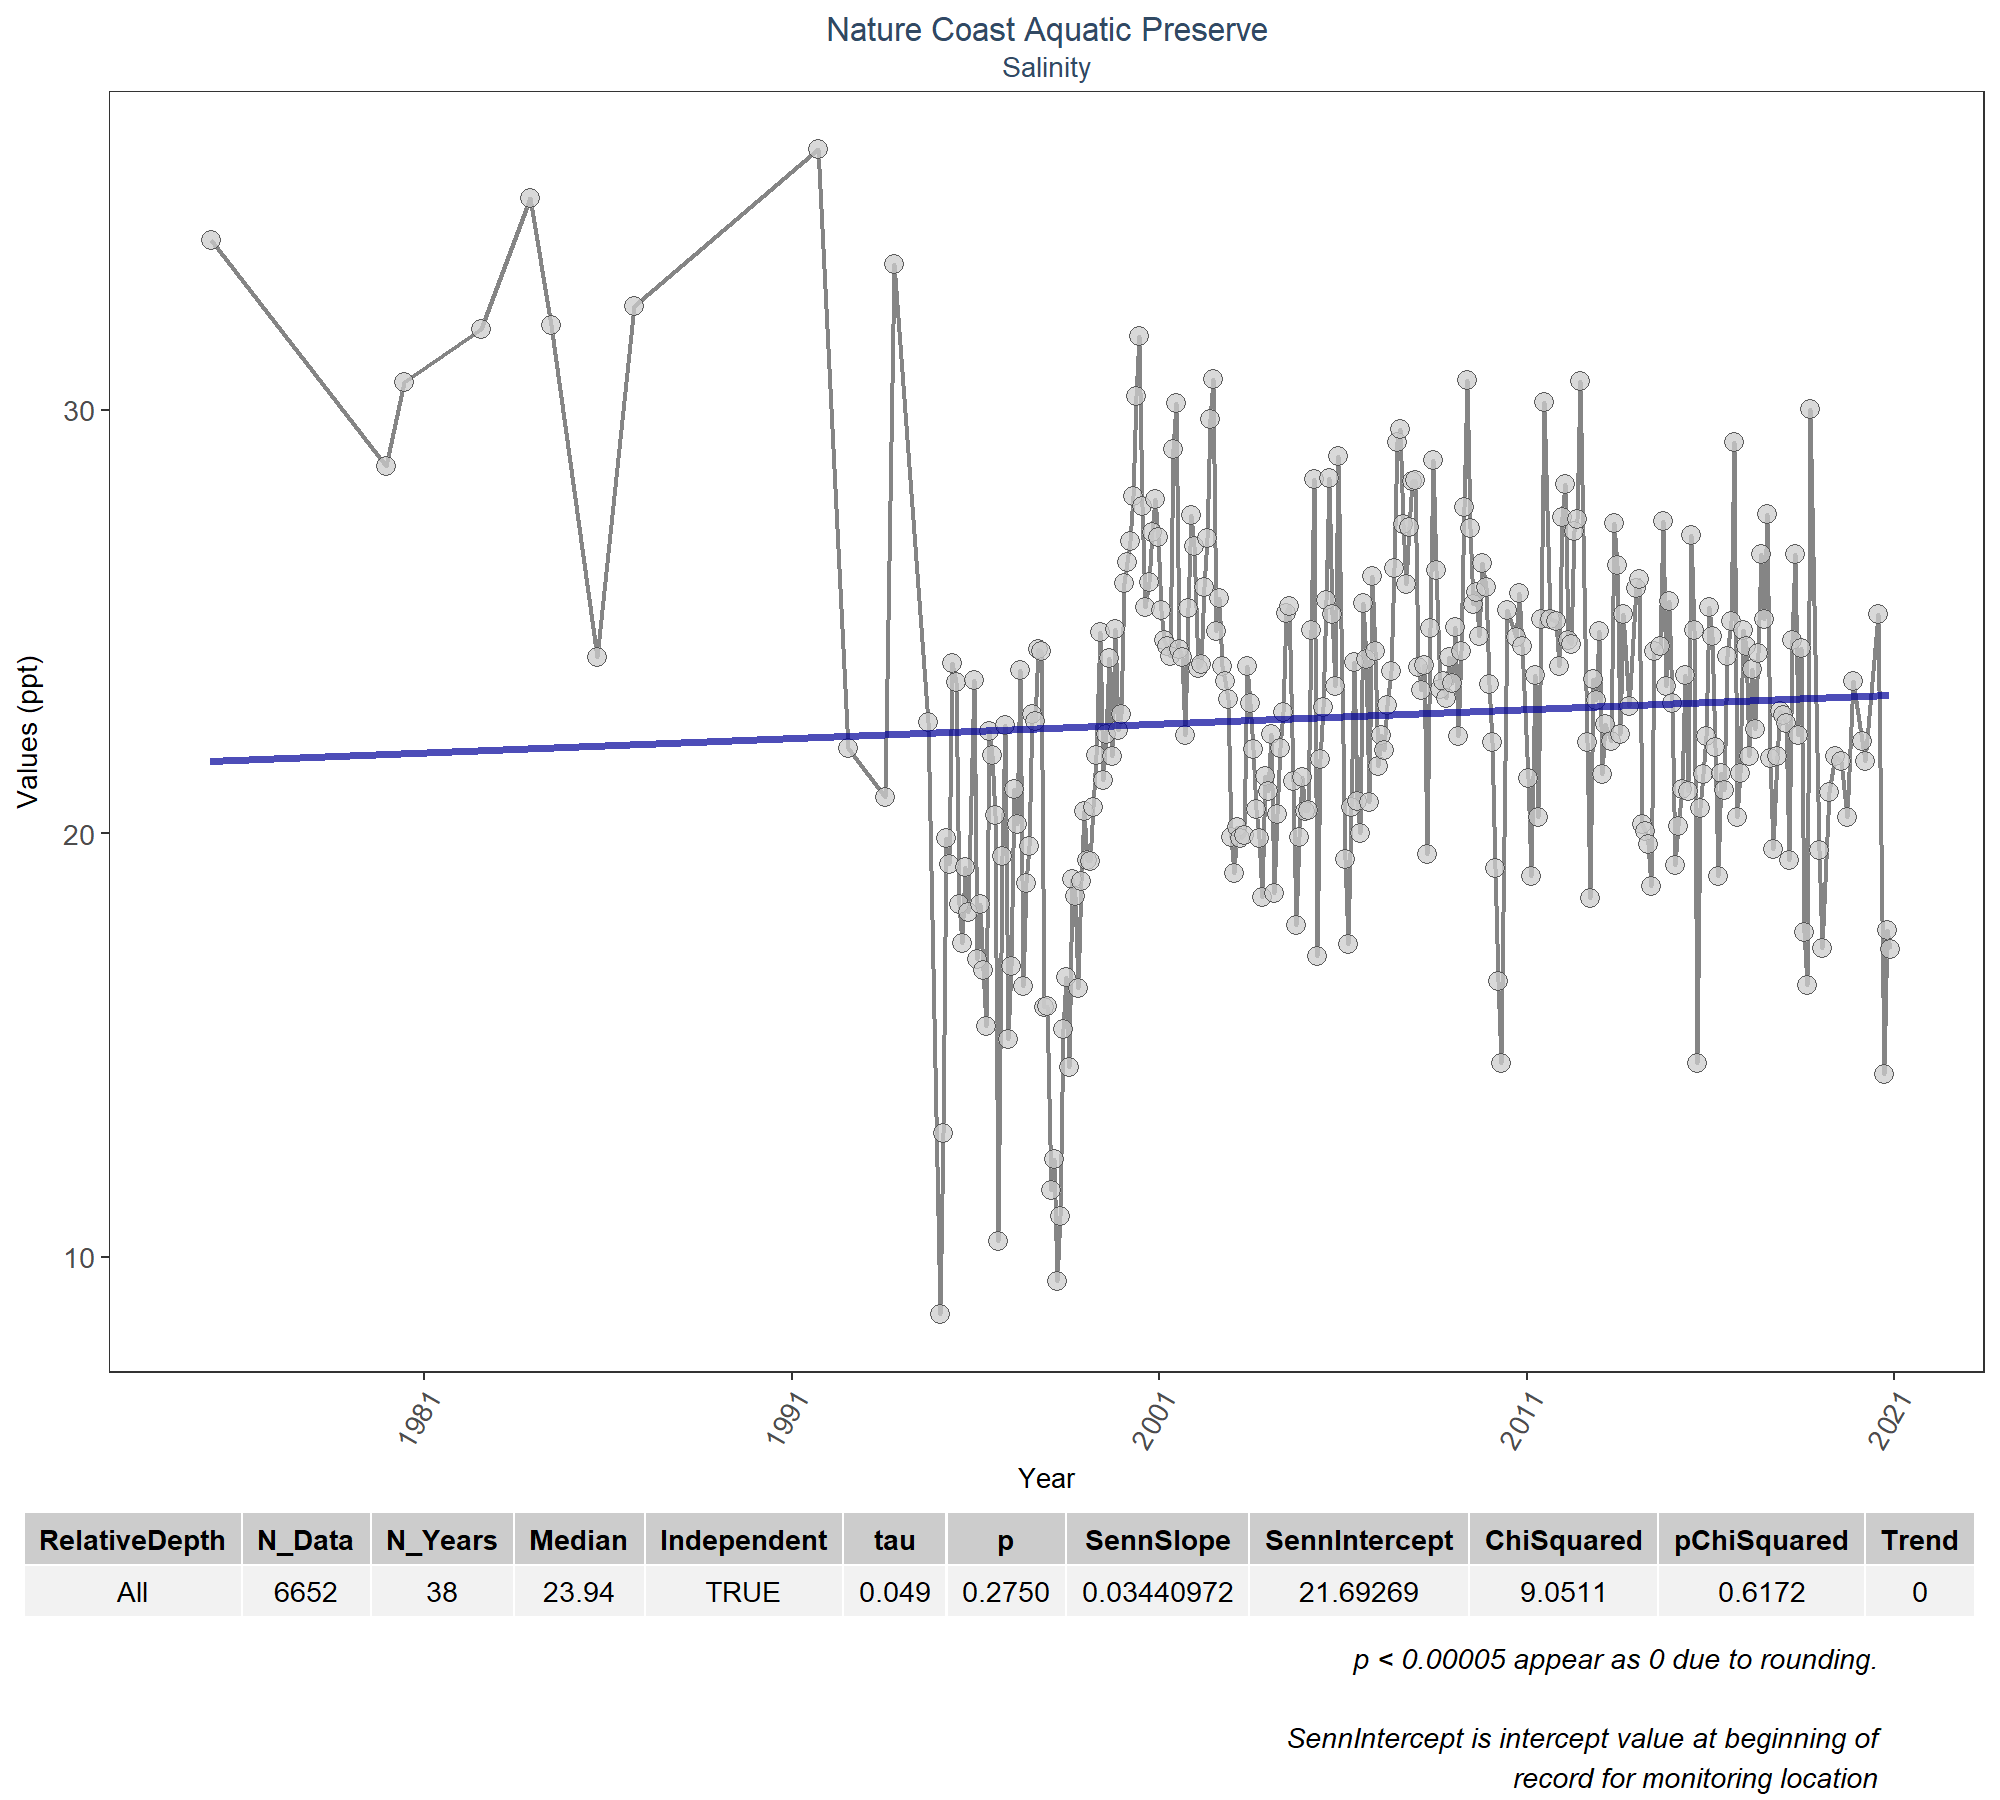 Nature Coast Aquatic Preserve
Salinity
Values (ppt)
30
20
10
1981 1991 2001 2011 2021
Year
RelativeDepth N_Data N_Years Median Independent tau p SennSlope SennIntercept ChiSquared pChiSquared Trend
All 6652 38 23.94 TRUE 0.049 0.2750 0.03440972 21.69269 9.0511 0.6172 0
p < 0.00005 appear as 0 due to rounding.
SennIntercept is intercept value at beginning of
record for monitoring location